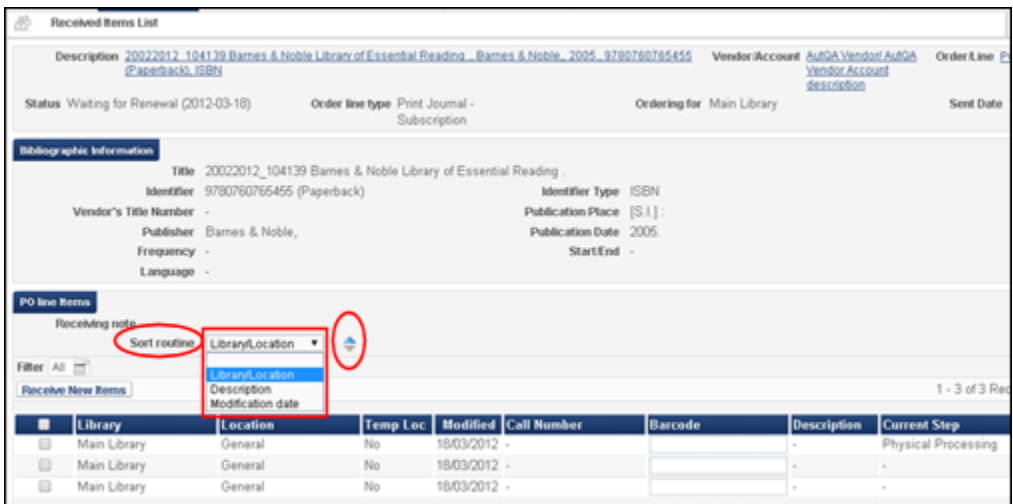 Received Items List
Description 20022012_104139 Barnes & Noble Library of Essential Reading ., Barnes & Noble, 2005., 9780760765455 Vendor/Account AutQA Vendor/ AutQA Order/Line
(Paperback), ISBN Vendor Account
description
Status Waiting for Renewal (2012-03-18) Order line type Print Journal - Ordering for Main Library Sent Date
Subscription
Bibliographic Information
Title 20022012_104139 Barnes & Noble Library of Essential Reading .
Identifier 9780760765455 (Paperback) Identifier Type ISBN
Vendor's Title Number - Publication Place [S.l.] :
Publisher Barnes & Noble, Publication Date 2005.
Frequency - Start/End -
Language -
PO line Items
Receiving note
Sort routine Library/Location
Library/Location
Description
Modification date
Filter All
Receive New Items 1 - 3 of 3 Rec
Library Location Temp Loc Modified Call Number Barcode Description Current Step
Main Library General No 18/03/2012 - - Physical Processing
Main Library General No 18/03/2012 - - -
Main Library General No 18/03/2012 - - -